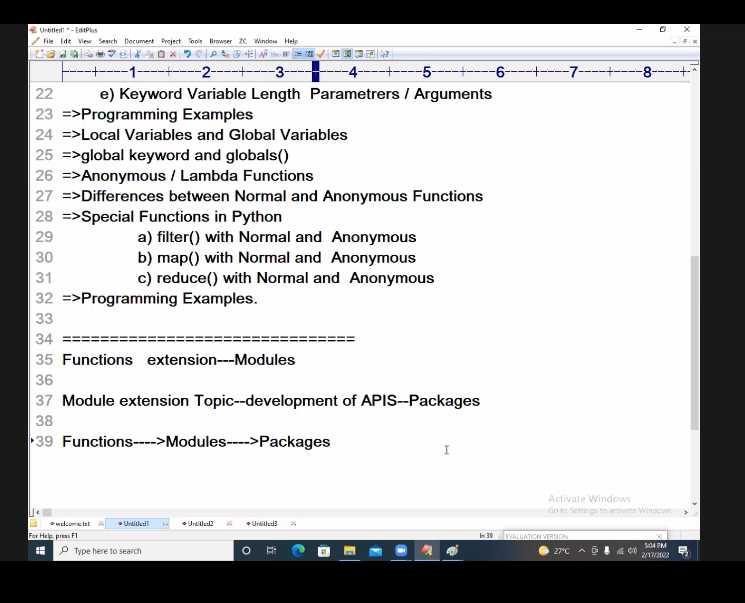 Untitled1 * - EditPlus
File Edit View Search Document Project Tools Browser ZC Window Help
----+----1----+----2----+----3----+----4----+----5----+----6----+----7----+----8----+-
22 e) Keyword Variable Length Parametrers / Arguments
23 =>Programming Examples
24 =>Local Variables and Global Variables
25 =>global keyword and globals()
26 =>Anonymous / Lambda Functions
27 =>Differences between Normal and Anonymous Functions
28 =>Special Functions in Python
29 a) filter() with Normal and Anonymous
30 b) map() with Normal and Anonymous
31 c) reduce() with Normal and Anonymous
32 =>Programming Examples.
33
34 ================================
35 Functions extension---Modules
36
37 Module extension Topic--development of APIS--Packages
38
39 Functions---->Modules---->Packages
Activate Windows
Go to Settings to activate Windows.
welcome.txt Untitled1 Untitled2 Untitled3
For Help, press F1 ln 39 EVALUATION VERSION
Type here to search 27°C 5:04 PM
2/17/2022